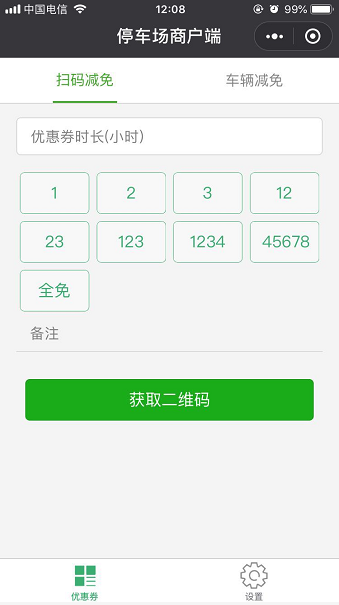 中国电信 12:08 99%
停车场商户端
扫码减免 车辆减免
优惠券时长(小时)
1 2 3 12
23 123 1234 45678
全免
备注
获取二维码
优惠券 设置